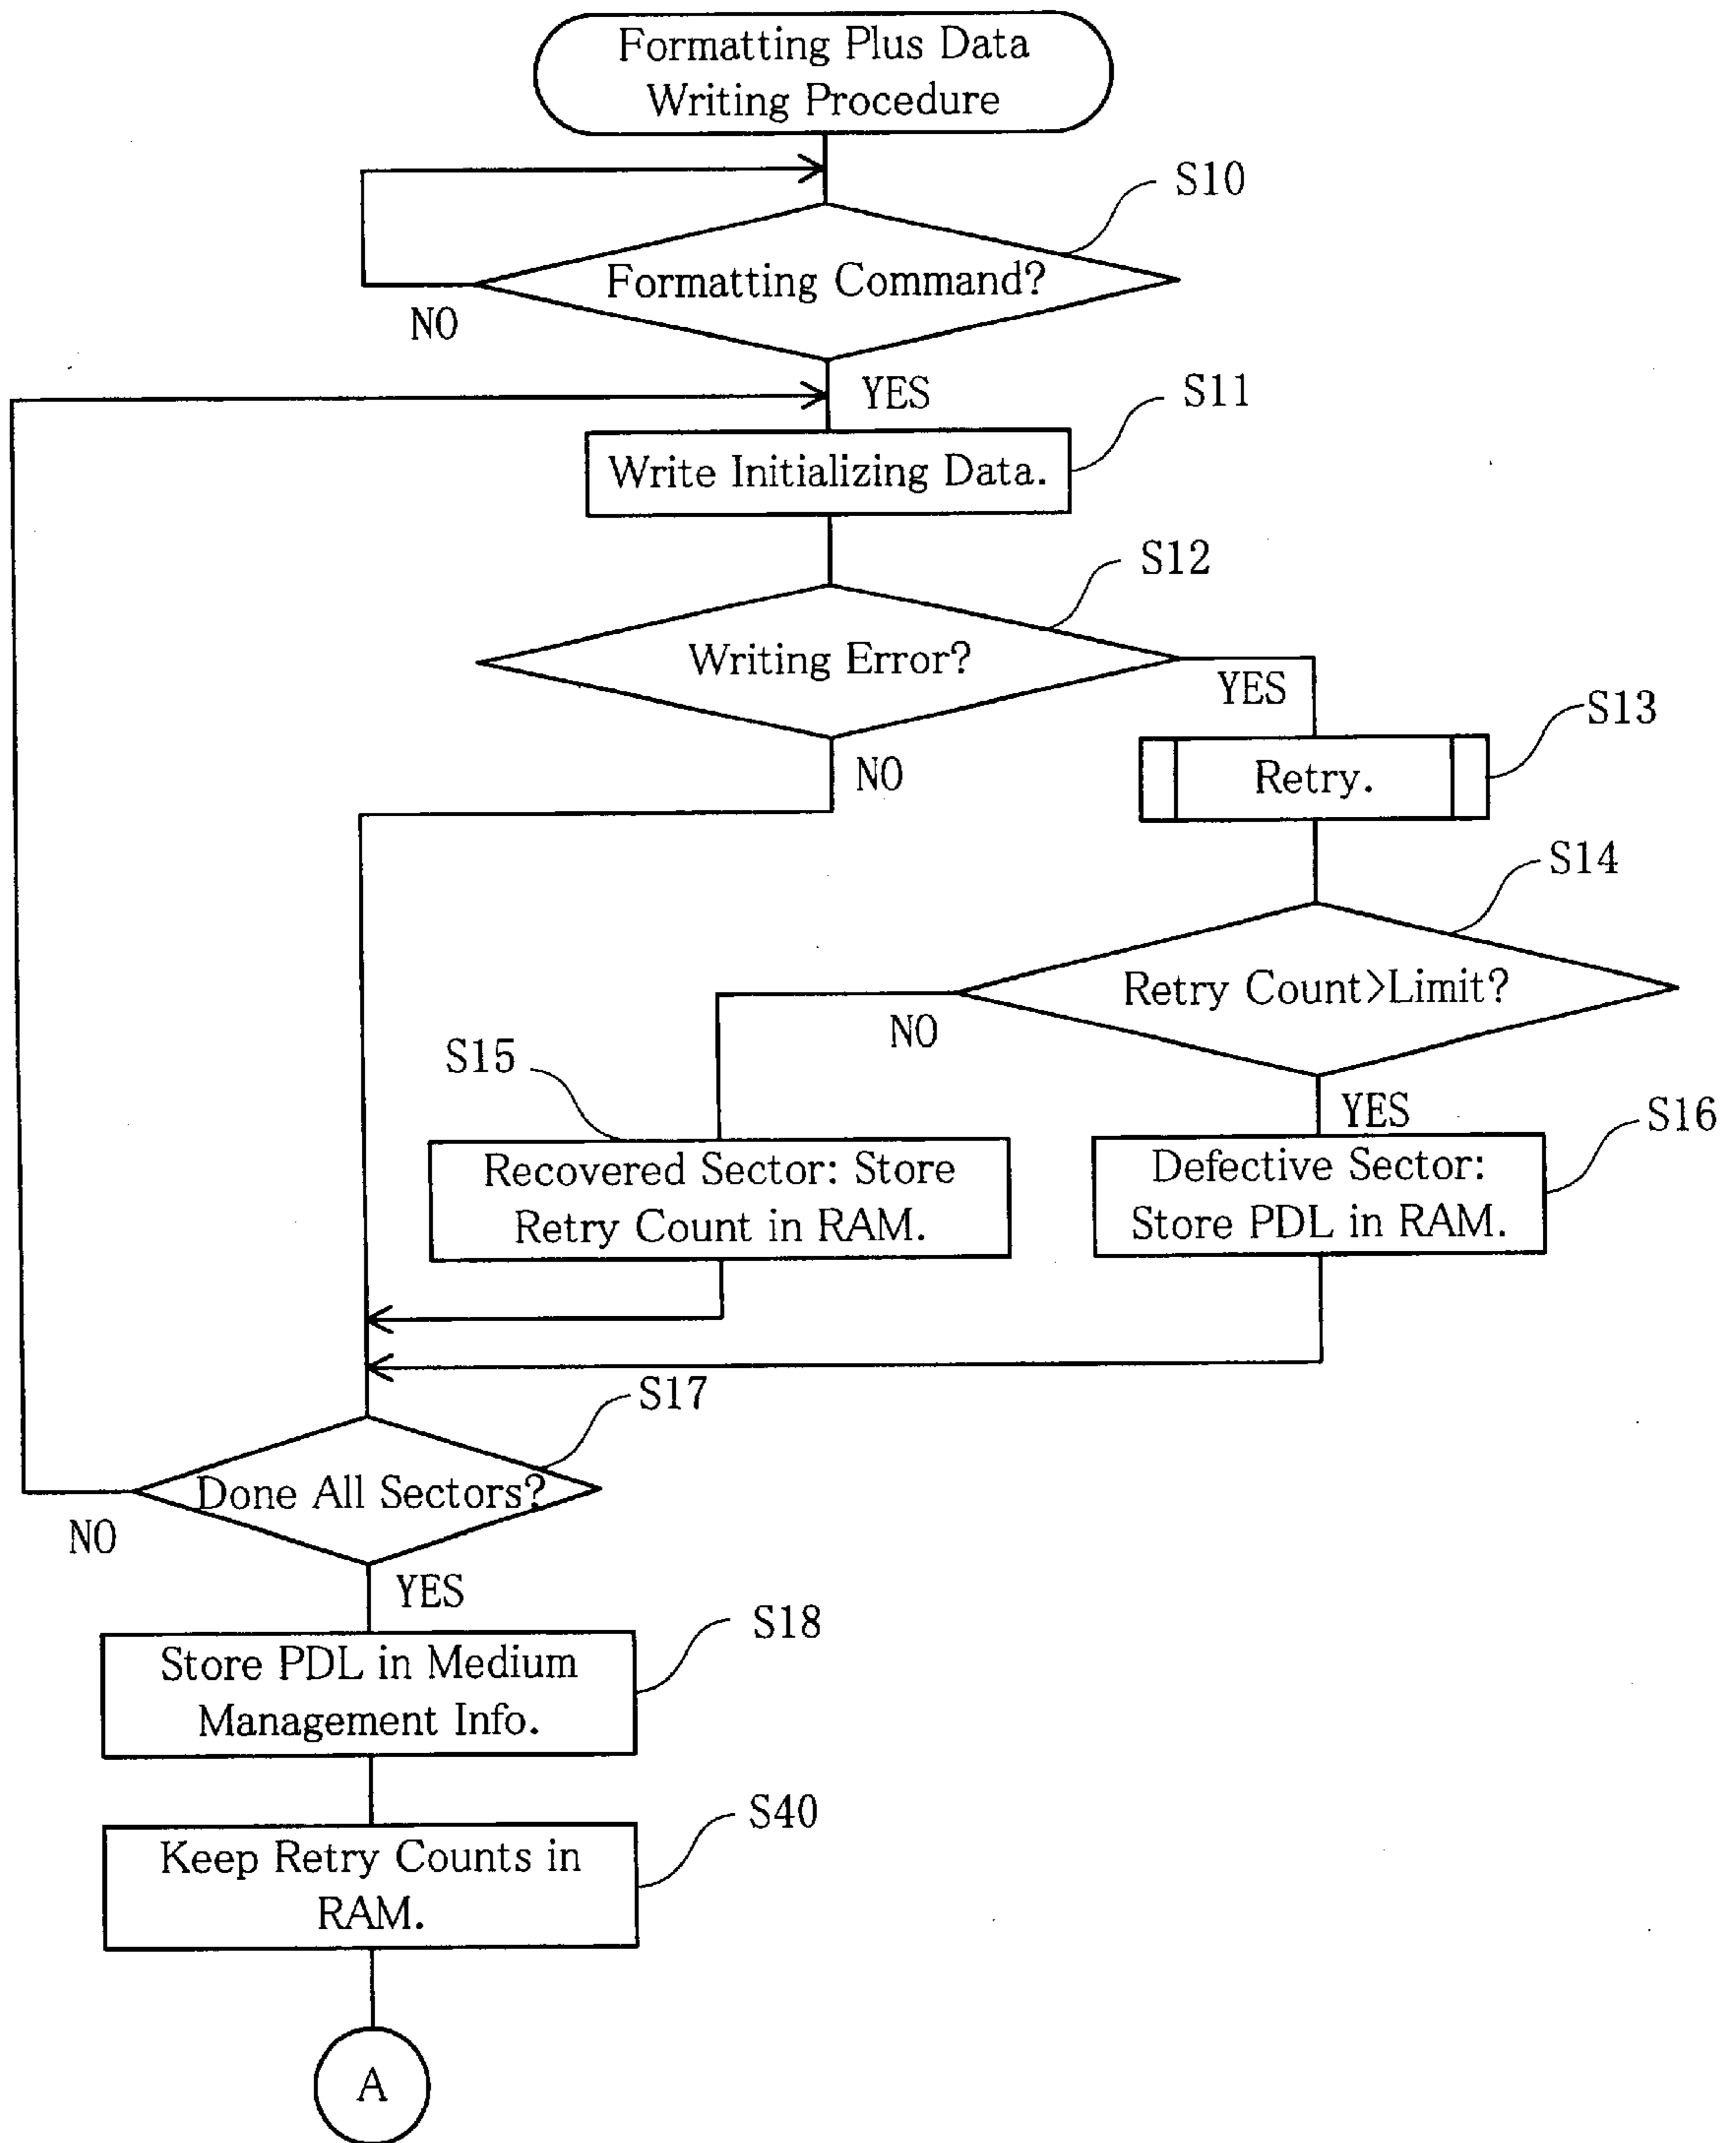 Formatting Plus Data
Writing Procedure
S10
Formatting Command?
NO
YES
S11
Write Initializing Data.
S12
Writing Error?
YES
S13
NO
Retry.
S14
Retry Count>Limit?
NO
S15
YES
S16
Recovered Sector: Store
Retry Count in RAM.
Defective Sector:
Store PDL in RAM.
S17
Done All Sectors?
NO
YES
S18
Store PDL in Medium
Management Info.
S40
Keep Retry Counts in
RAM.
A